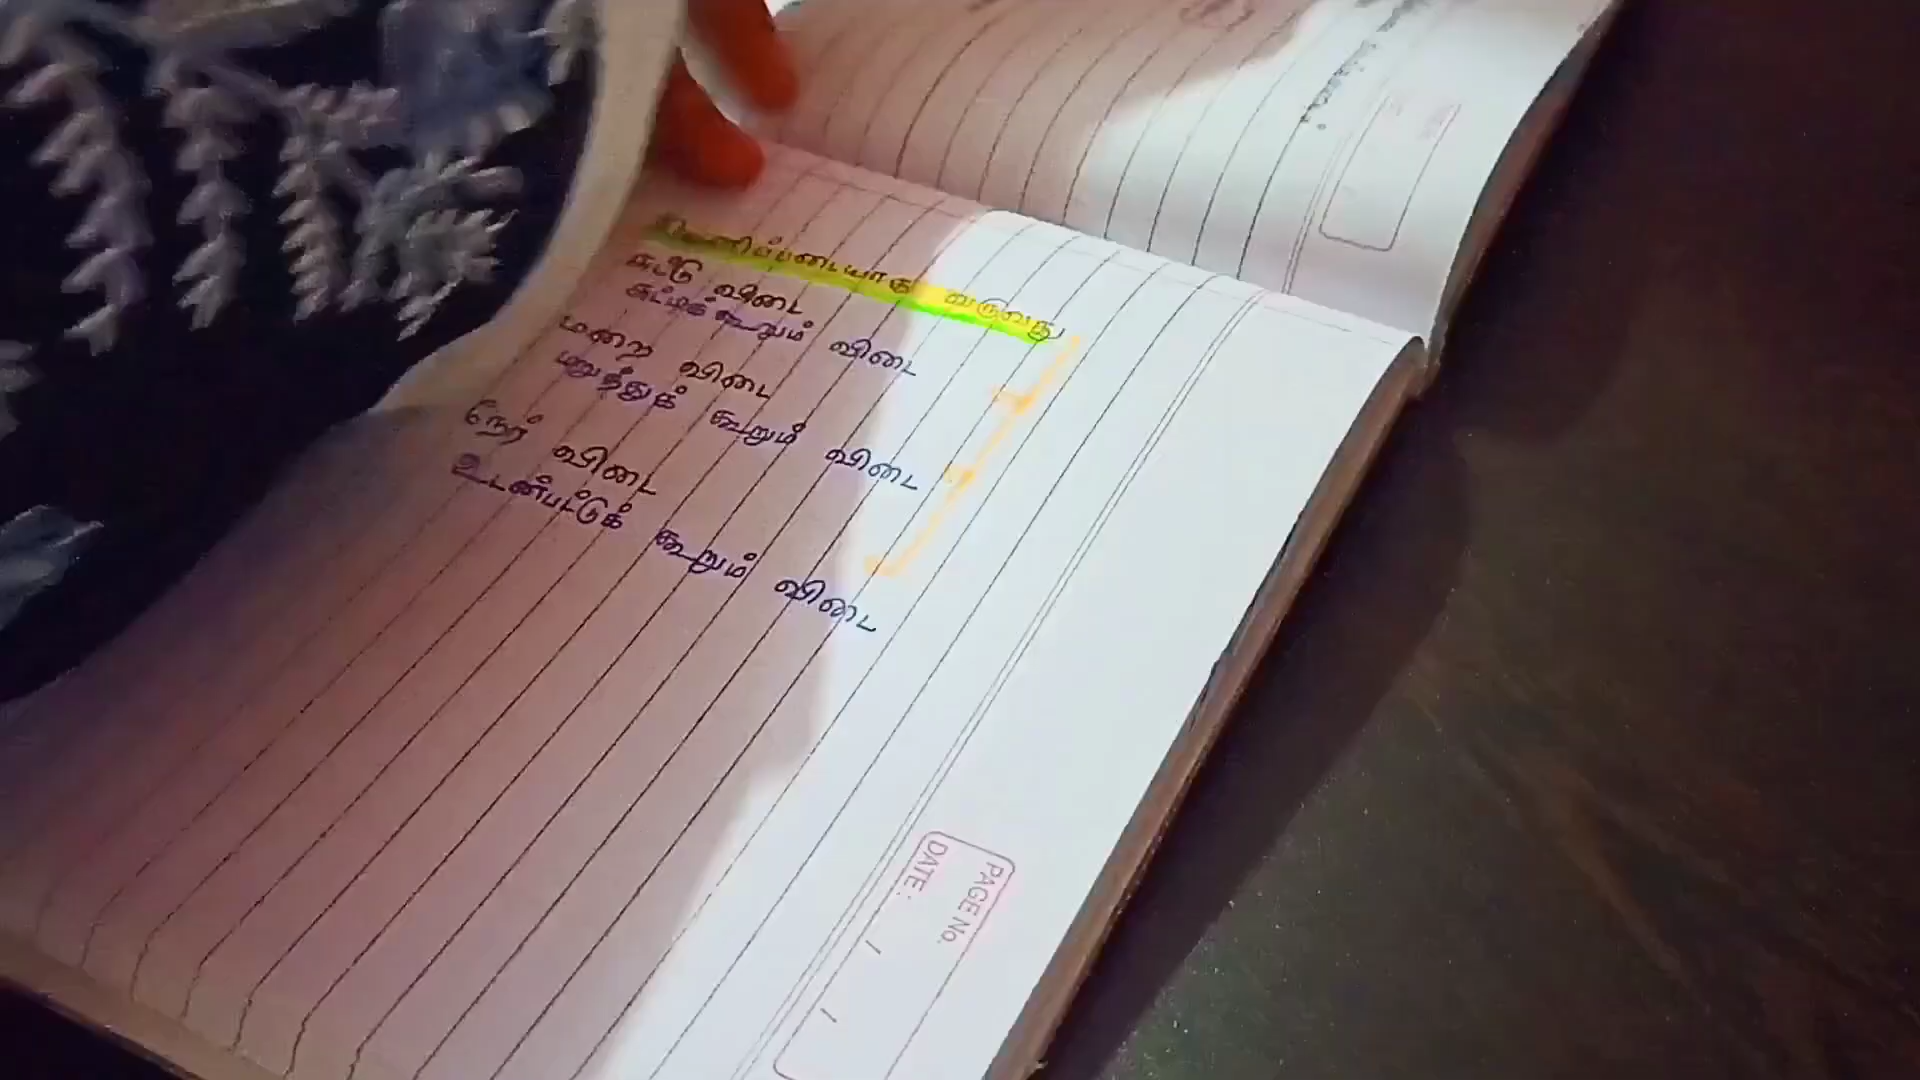 வெளிப்படையாக வருவது
சுட்டு விடை
சுட்டிக்கூறும் விடை
மறை விடை
மறுத்துக் கூறும் விடை
நேர் விடை
உடன்பட்டுக் கூறும் விடை
PAGE No.
DATE: / /